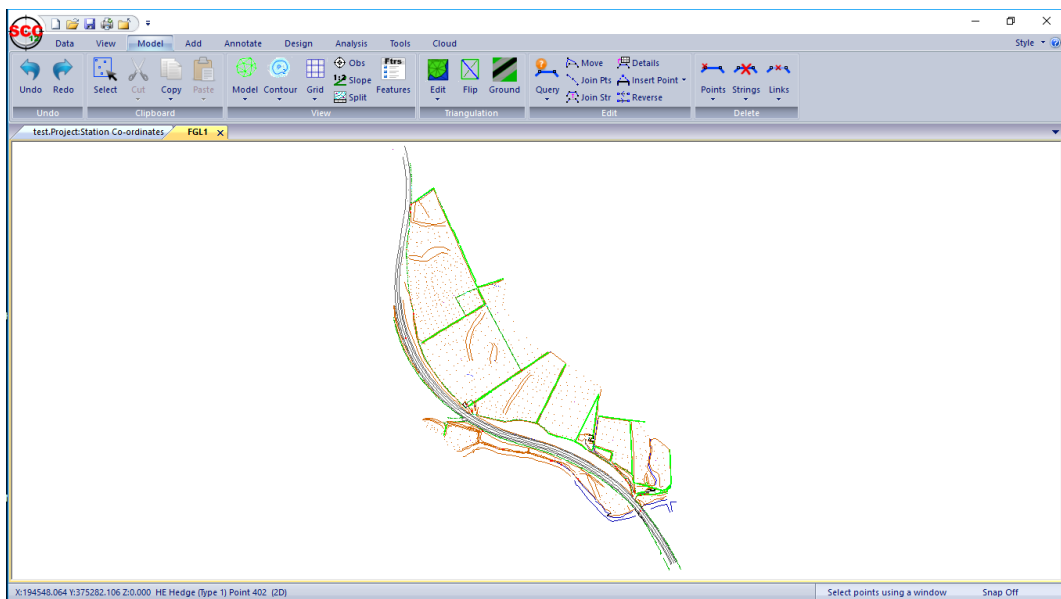 SCC
12
Data View Model Add Annotate Design Analysis Tools Cloud Style
Undo Redo Select Cut Copy Paste Model Contour Grid Obs Slope Split Ftrs Features Edit Flip Ground Query Move Join Pts Join Str Details Insert Point Reverse Points Strings Links
1:2
Undo Clipboard View Triangulation Edit Delete
test.Project:Station Co-ordinates FGL1 x
X:194548.064 Y:375282.106 Z:0.000 HE Hedge (Type 1) Point 402 (2D) Select points using a window Snap Off